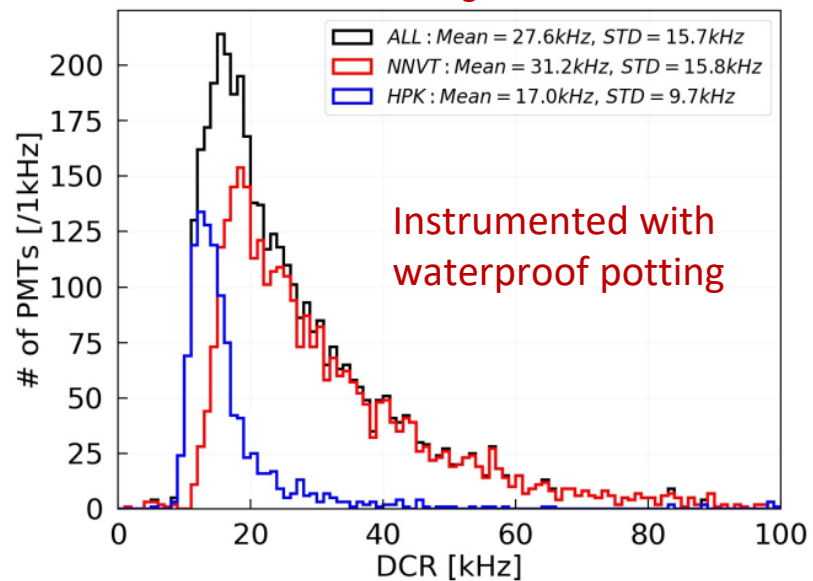 ALL : Mean = 27.6kHz, STD = 15.7kHz
NNVT : Mean = 31.2kHz, STD = 15.8kHz
HPK : Mean = 17.0kHz, STD = 9.7kHz
Instrumented with
waterproof potting
# of PMTs [/1kHz]
200
175
150
125
100
75
50
25
0
0 20 40 60 80 100
DCR [kHz]